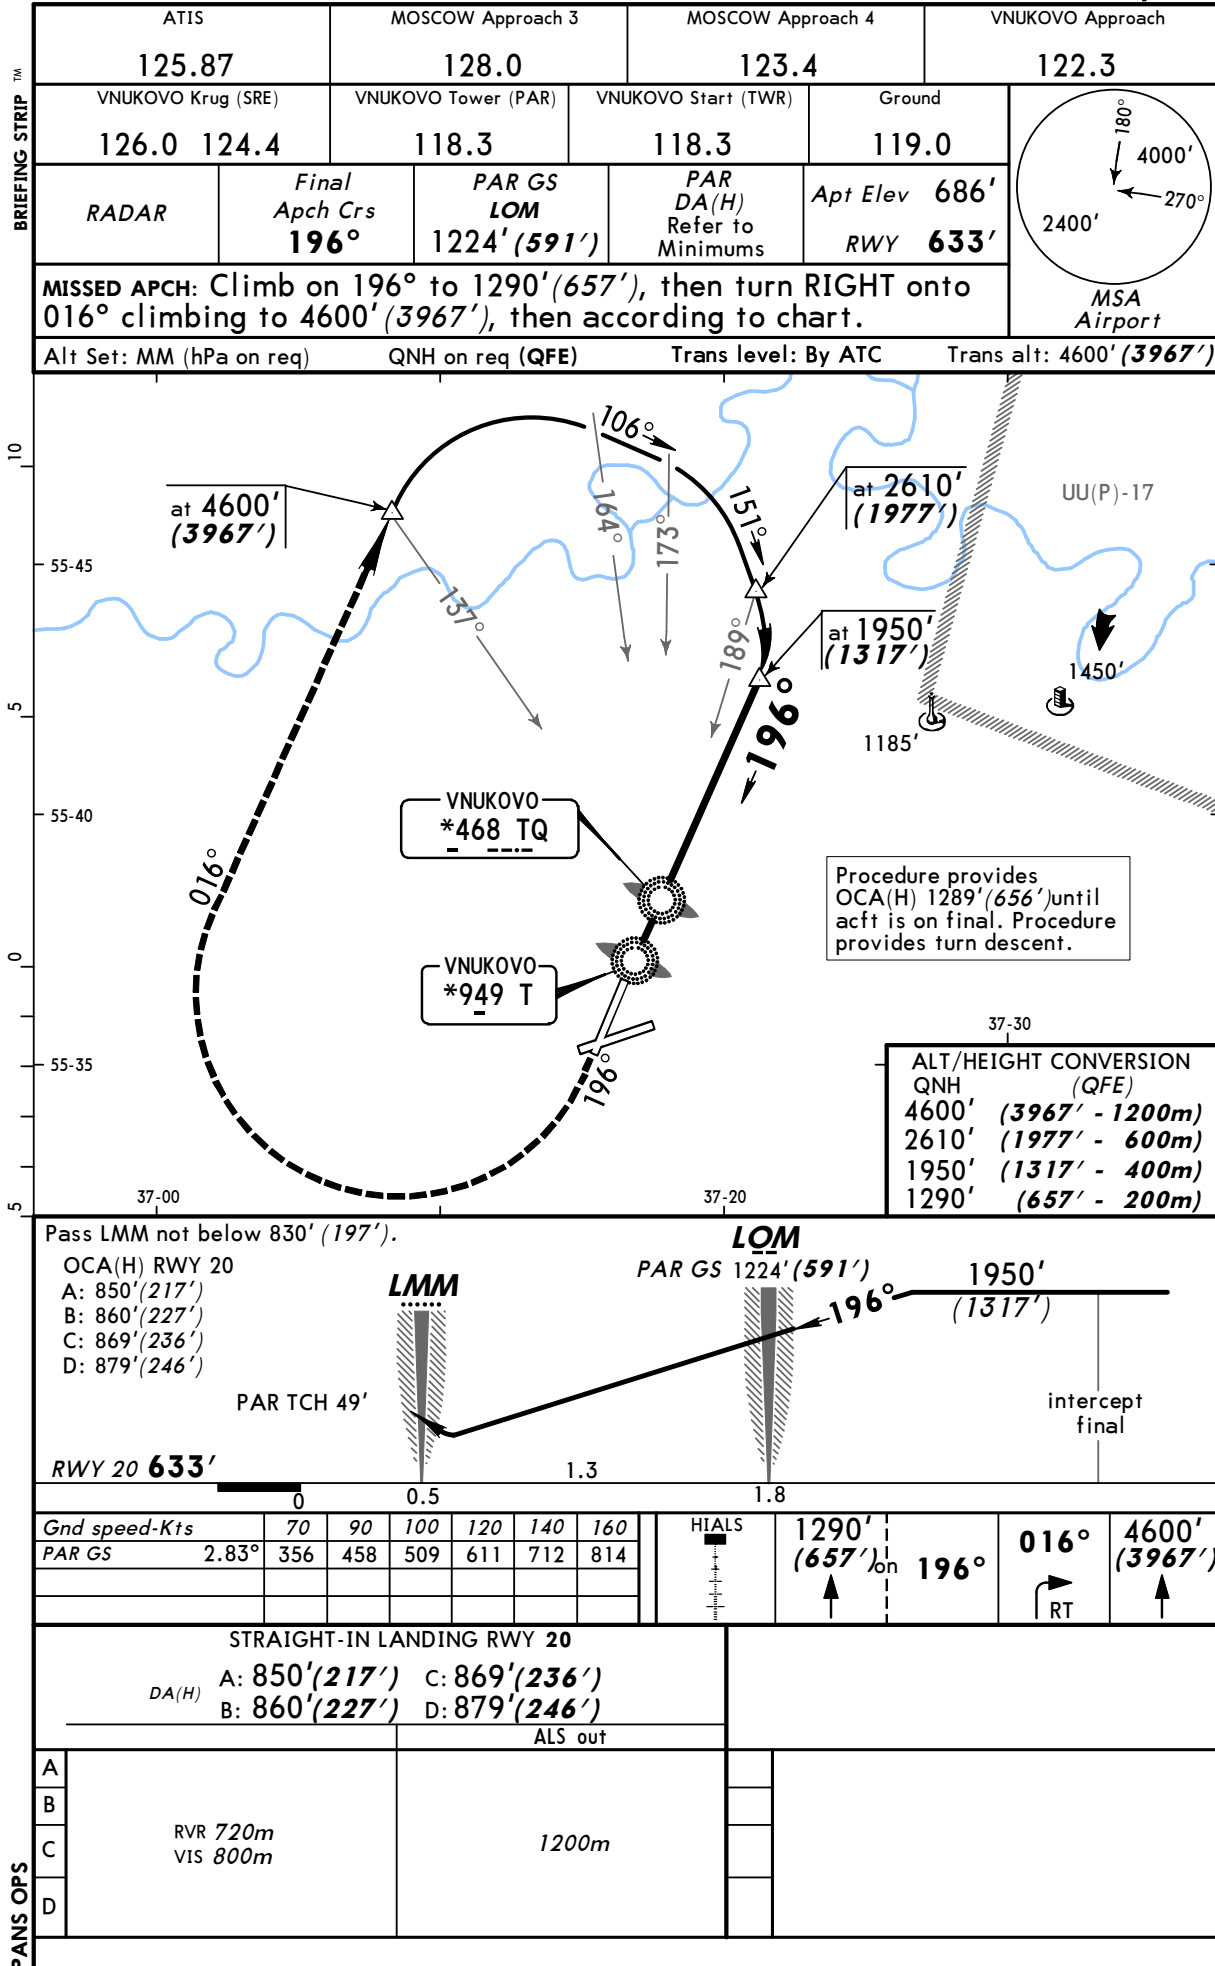 ATIS
MOSCOW Approach 3
MOSCOW Approach 4
VNUKOVO Approach
125.87
128.0
123.4
122.3
BRIEFING STRIP TM
VNUKOVO Krug (SRE)
VNUKOVO Tower (PAR)
VNUKOVO Start (TWR)
Ground
126.0 124.4
118.3
118.3
119.0
RADAR
Final
Apch Crs
196°
PAR GS
LOM
1224' (591')
PAR
DA(H)
Refer to
Minimums
Apt Elev 686'
RWY 633'
180°
4000'
270°
2400'
MSA
Airport
MISSED APCH: Climb on 196° to 1290' (657'), then turn RIGHT onto
016° climbing to 4600' (3967'), then according to chart.
Alt Set: MM (hPa on req) QNH on req (QFE) Trans level: By ATC Trans alt: 4600' (3967')
10
5
0
5
106°
at 4600'
(3967')
164°
173°
151°
at 2610'
(1977')
UU(P)-17
55-45
137°
189°
at 1950'
(1317')
1450'
196°
1185'
55-40
VNUKOVO
*468 TQ
016°
Procedure provides
OCA(H) 1289' (656') until
acft is on final. Procedure
provides turn descent.
VNUKOVO
*949 T
37-30
55-35
196°
37-00
37-20
ALT/HEIGHT CONVERSION
QNH (QFE)
4600' (3967' - 1200m)
2610' (1977' - 600m)
1950' (1317' - 400m)
1290' (657' - 200m)
Pass LMM not below 830' (197').
OCA(H) RWY 20
A: 850' (217')
B: 860' (227')
C: 869' (236')
D: 879' (246')
LMM
LOM
PAR GS 1224' (591')
196°
1950'
(1317')
PAR TCH 49'
intercept
final
RWY 20 633'
1.3
0
0.5
1.8
Gnd speed-Kts 70 90 100 120 140 160
PAR GS 2.83° 356 458 509 611 712 814
HIALS
1290'
(657') on 196°
016°
RT
4600'
(3967')
STRAIGHT-IN LANDING RWY 20
DA(H)
A: 850' (217') C: 869' (236')
B: 860' (227') D: 879' (246')
ALS out
A
B
C
D
RVR 720m
VIS 800m
1200m
PANS OPS